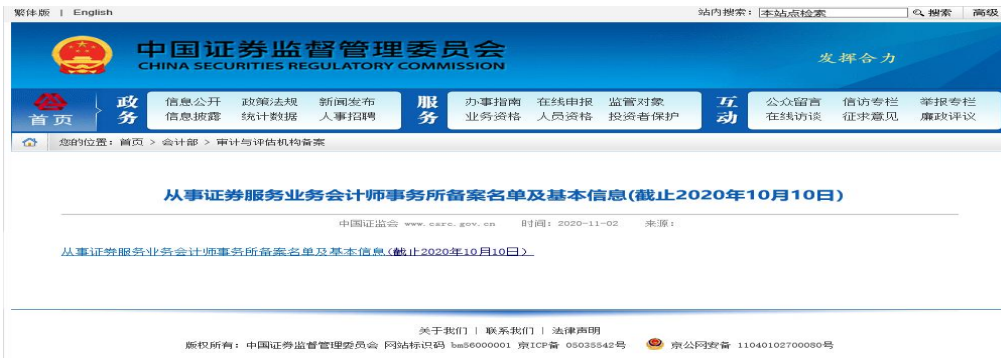 繁体版 | English
站内搜索: 本站点检索 搜索 高级
中国证券监督管理委员会
CHINA SECURITIES REGULATORY COMMISSION
发挥合力
首页
政务
信息公开 政策法规 新闻发布
信息披露 统计数据 人事招聘
服务
办事指南 在线申报 监管对象
业务资格 人员资格 投资者保护
互动
公众留言 信访专栏 举报专栏
在线访谈 征求意见 廉政评议
您的位置: 首页 > 会计部 > 审计与评估机构备案
从事证券服务业务会计师事务所备案名单及基本信息(截止2020年10月10日)
中国证监会 www.csrc.gov.cn 时间: 2020-11-02 来源:
从事证券服务业务会计师事务所备案名单及基本信息(截止2020年10月10日)
关于我们 | 联系我们 | 法律声明
版权所有: 中国证券监督管理委员会 网站标识码 bm56000001 京ICP备 05035542号 京公网安备 11040102700080号